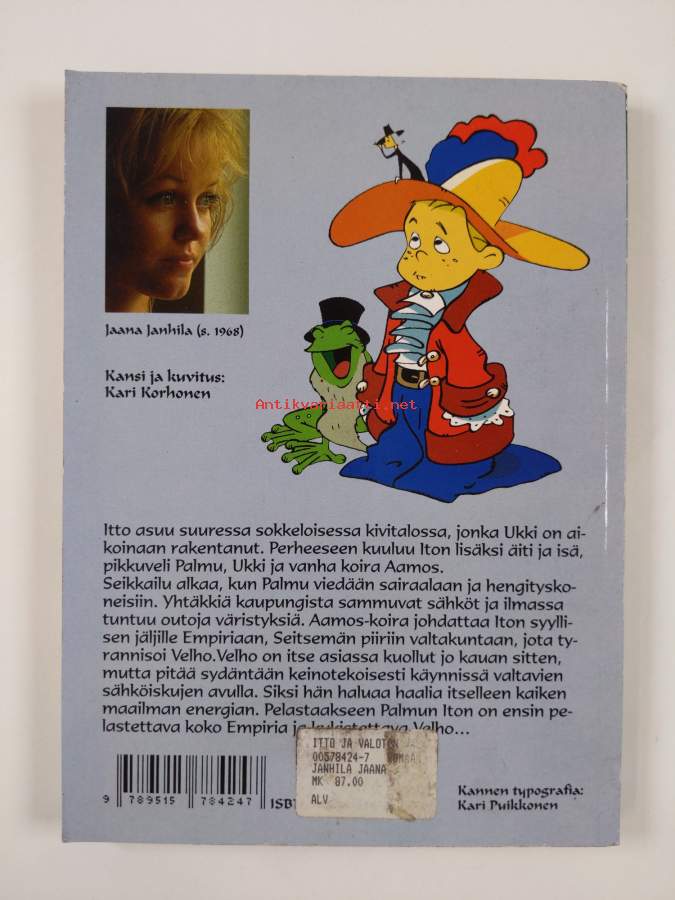 Jaana Janhila (s. 1968)
Kansi ja kuvitus:
Kari Korhonen
Antikvariaatti.net
Itto asuu suuressa sokkeloisessa kivitalossa, jonka Ukki on ai-
koinaan rakentanut. Perheeseen kuuluu Iton lisäksi äiti ja isä,
pikkuveli Palmu, Ukki ja vanha koira Aamos.
Seikkailu alkaa, kun Palmu viedään sairaalaan ja hengitysko-
neisiin. Yhtäkkiä kaupungista sammuvat sähköt ja ilmassa
tuntuu outoja väristyksiä. Aamos-koira johdattaa Iton syylli-
sen jäljille Empiriaan, Seitsemän piiriin valtakuntaan, jota ty-
rannisoi Velho.Velho on itse asiassa kuollut jo kauan sitten,
mutta pitää sydäntään keinotekoisesti käynnissä valtavien
sähköiskujen avulla. Siksi hän haluaa haalia itselleen kaiken
maailman energian. Pelastaakseen Palmun Iton on ensin pe-
lastettava koko Empiria ja kukistettava Velho...
ITTO JA VALOTON
00578424-7
JANHILA JAANA
MK 87.00
ALV
9 789515 784247
ISBN
Kannen typografia:
Kari Puikkonen